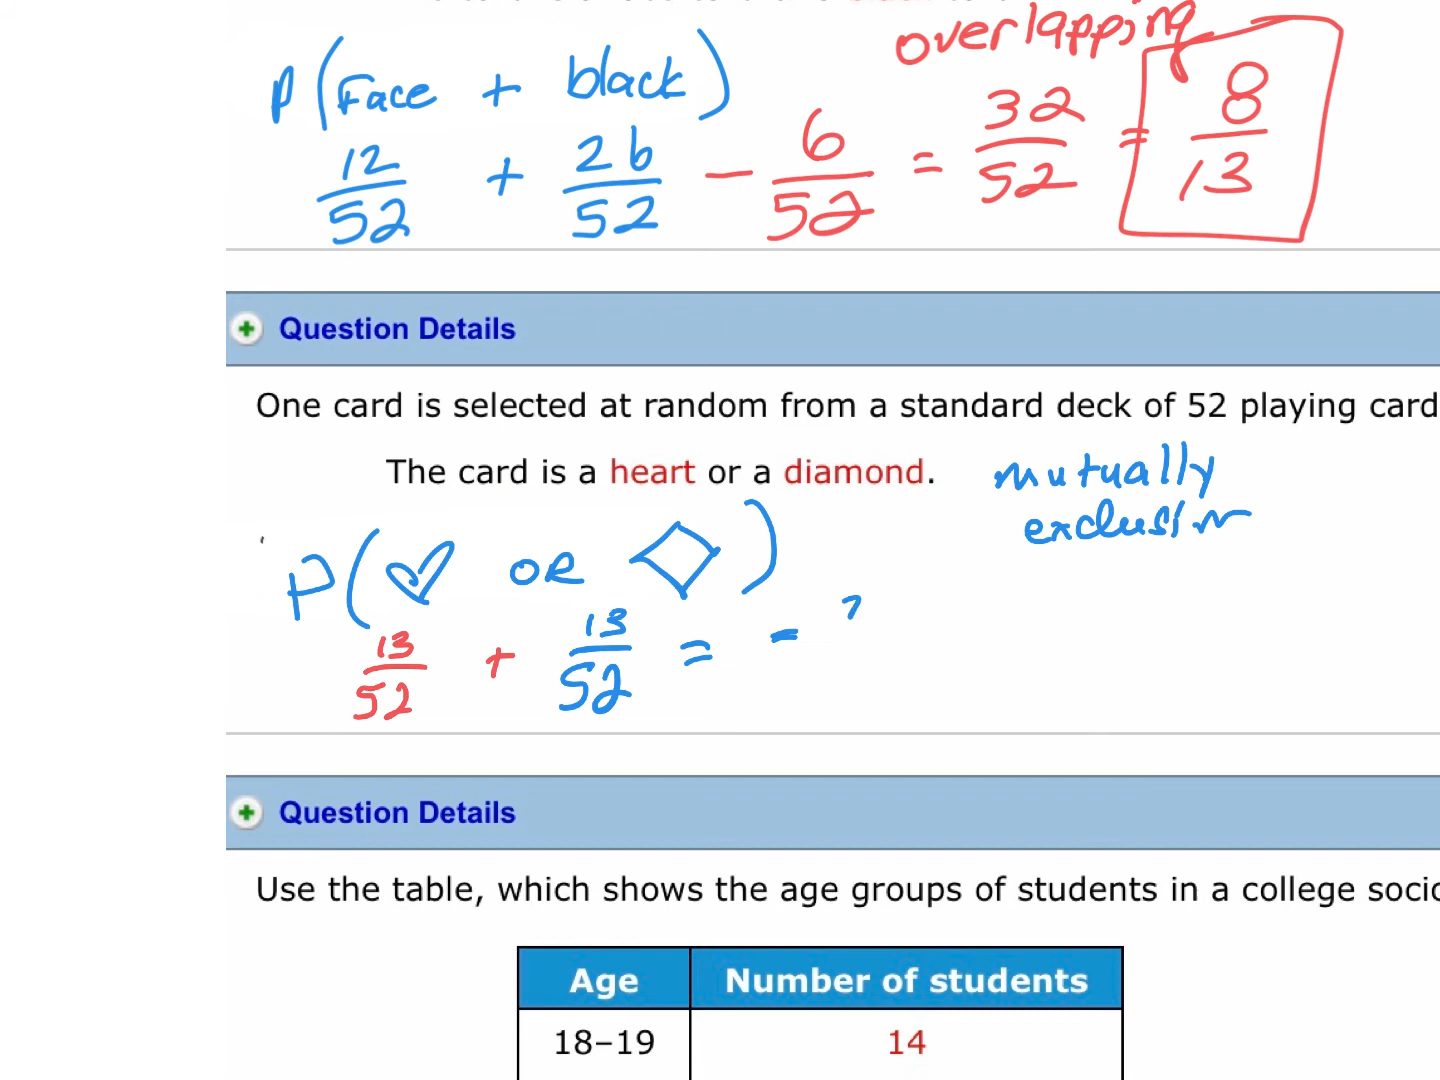 overlapping
P(Face + black)
12/52 + 26/52 - 6/52 = 32/52 = 8/13
Question Details
One card is selected at random from a standard deck of 52 playing card
The card is a heart or a diamond.
mutually
exclusiv
P(♡ OR ◇)
13/52 + 13/52 = -
Question Details
Use the table, which shows the age groups of students in a college socio
Age Number of students
18–19 14